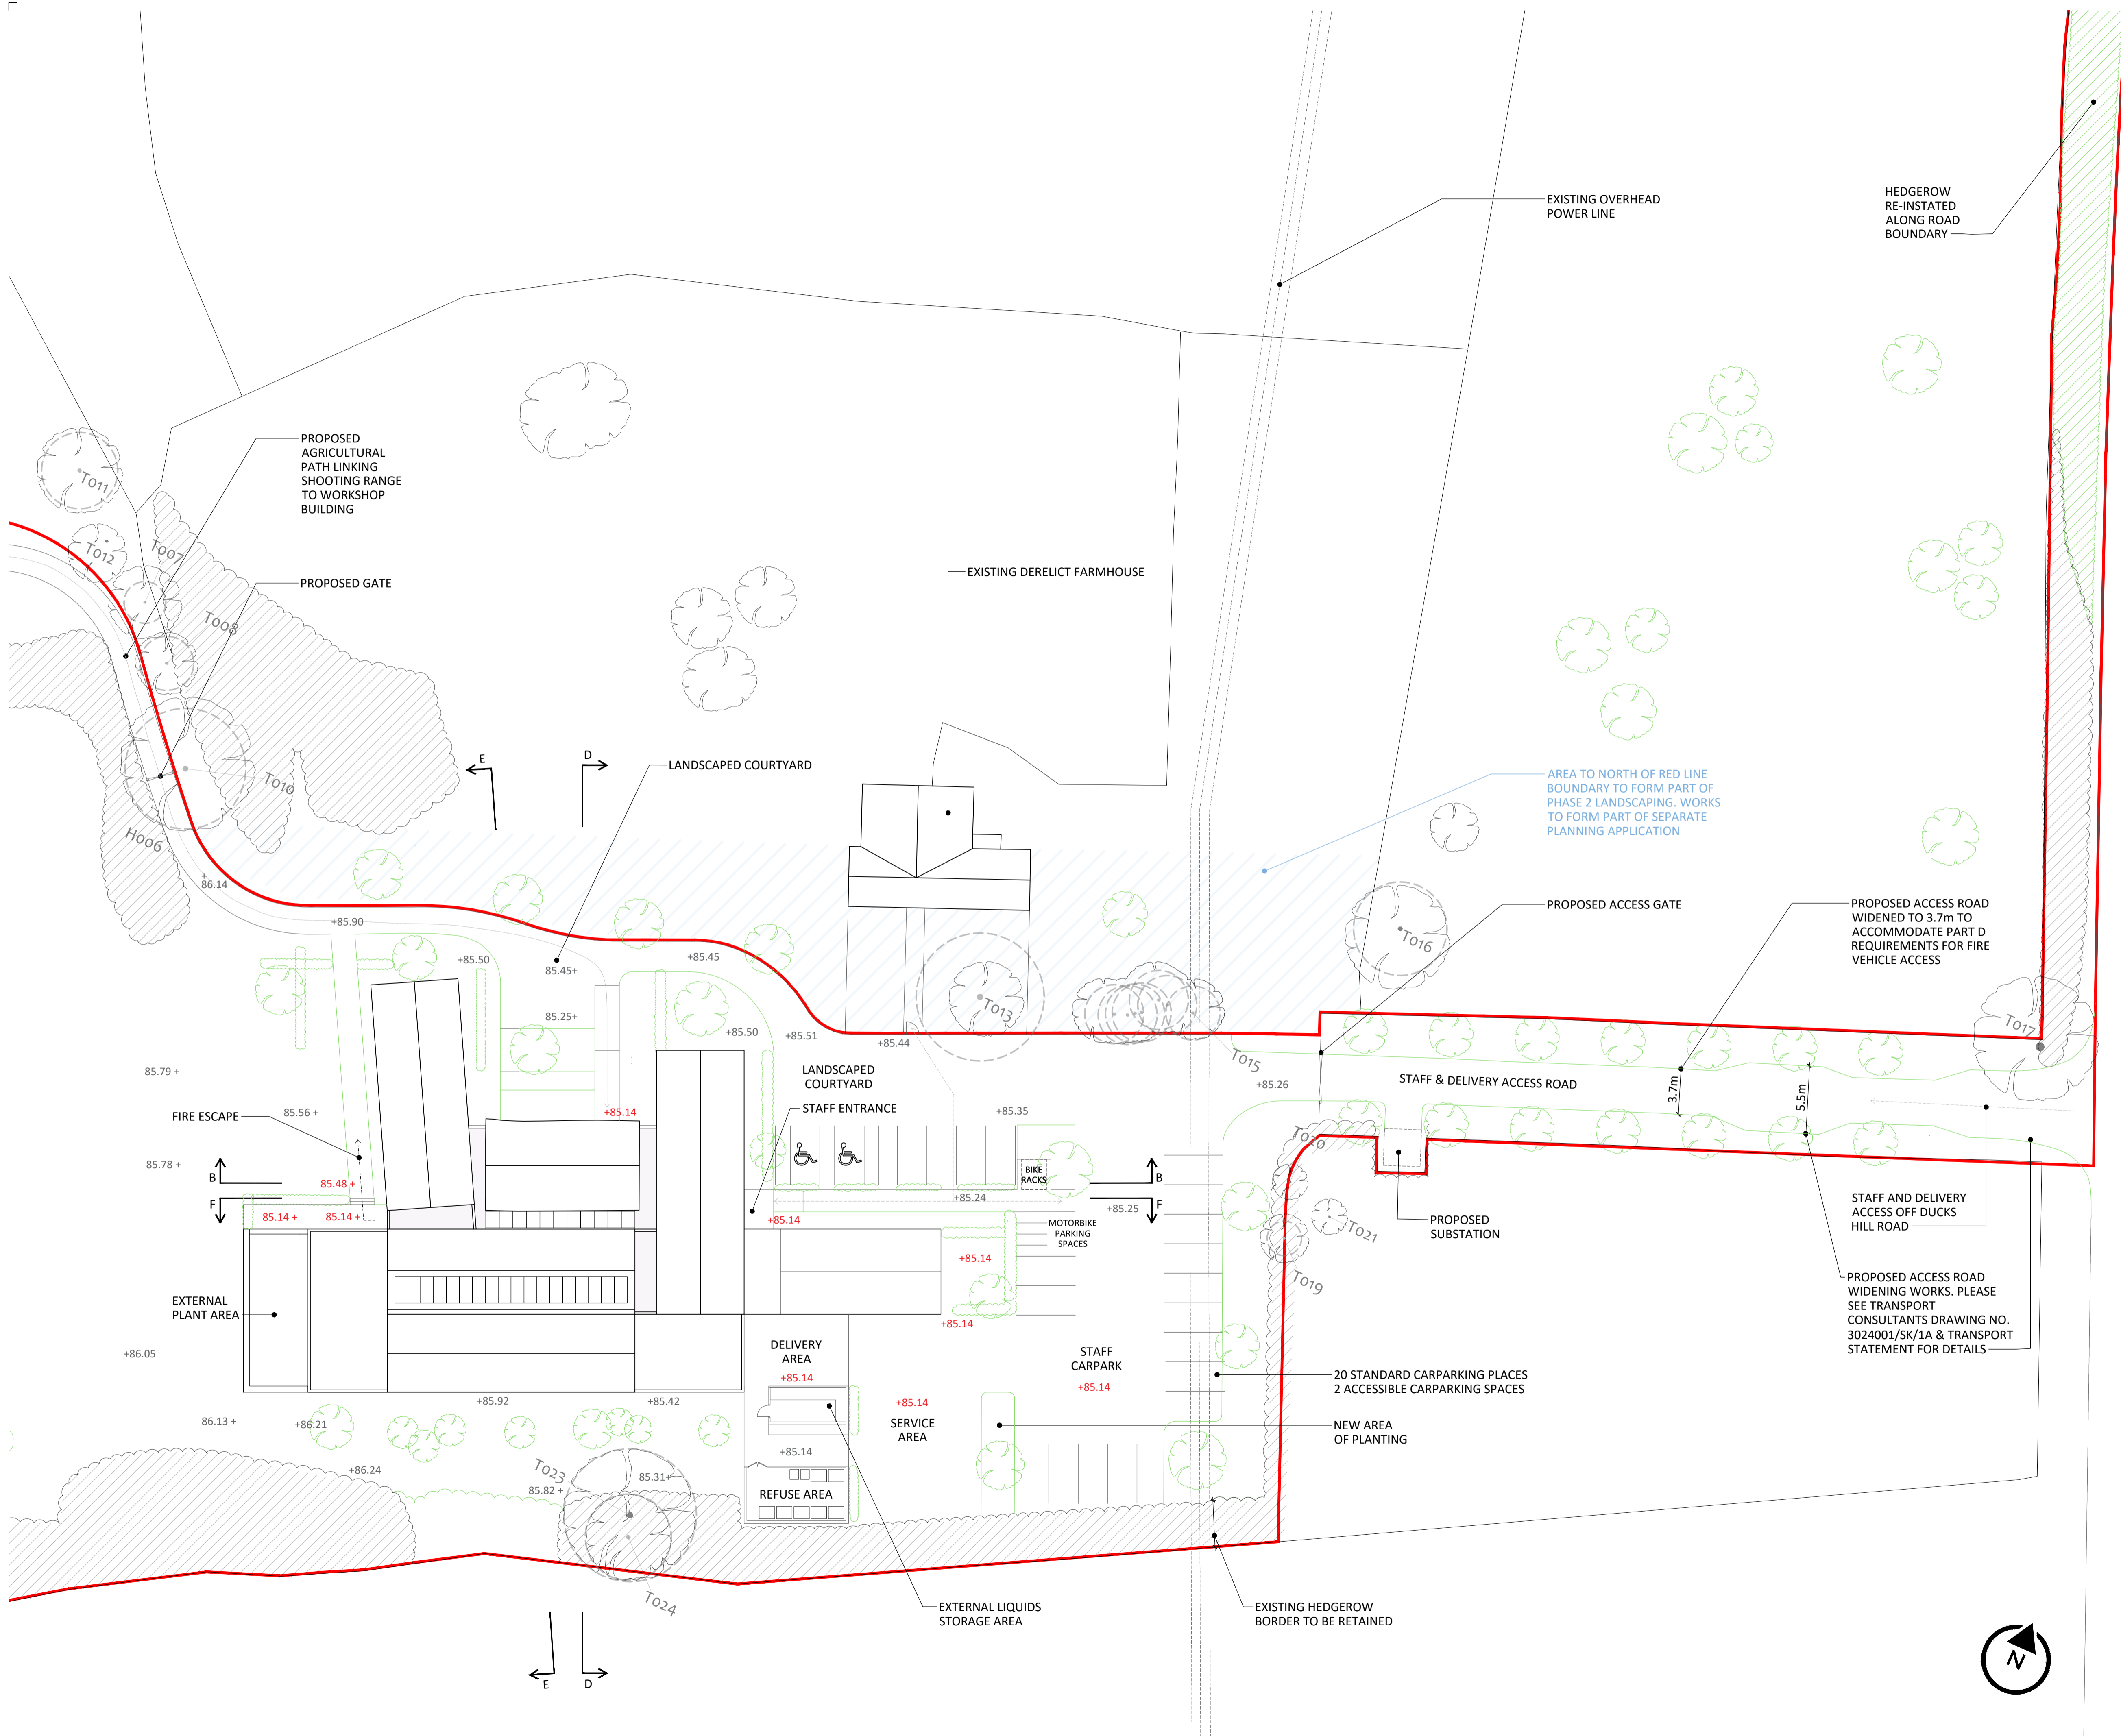 EXISTING OVERHEAD
POWER LINE
HEDGEROW
RE-INSTATED
ALONG ROAD
BOUNDARY
PROPOSED
AGRICULTURAL
PATH LINKING
SHOOTING RANGE
TO WORKSHOP
BUILDING
T011
T012
T007
PROPOSED GATE
EXISTING DERELICT FARMHOUSE
T008
E
D
LANDSCAPED COURTYARD
T010
AREA TO NORTH OF RED LINE
BOUNDARY TO FORM PART OF
PHASE 2 LANDSCAPING. WORKS
TO FORM PART OF SEPARATE
PLANNING APPLICATION
H006
+
86.14
PROPOSED ACCESS GATE
PROPOSED ACCESS ROAD
WIDENED TO 3.7m TO
ACCOMMODATE PART D
REQUIREMENTS FOR FIRE
VEHICLE ACCESS
+85.90
T016
+85.50
85.45+
+85.45
T013
85.25+
+85.50
+85.51
+85.44
T017
T015
85.79 +
LANDSCAPED
COURTYARD
+85.26
STAFF & DELIVERY ACCESS ROAD
3.7m
5.5m
FIRE ESCAPE
85.56 +
+85.14
STAFF ENTRANCE
+85.35
T020
85.78 +
B
85.48 +
BIKE
RACKS
B
F
85.14 +
85.14 +
+85.14
+85.24
+85.25
F
STAFF AND DELIVERY
ACCESS OFF DUCKS
HILL ROAD
MOTORBIKE
PARKING
SPACES
PROPOSED
SUBSTATION
T021
+85.14
T019
PROPOSED ACCESS ROAD
WIDENING WORKS. PLEASE
SEE TRANSPORT
CONSULTANTS DRAWING NO.
3024001/SK/1A & TRANSPORT
STATEMENT FOR DETAILS
EXTERNAL
PLANT AREA
+85.14
+86.05
DELIVERY
AREA
+85.14
STAFF
CARPARK
+85.14
20 STANDARD CARPARKING PLACES
2 ACCESSIBLE CARPARKING SPACES
+85.92
+85.42
+85.14
86.13 +
+86.21
SERVICE
AREA
NEW AREA
OF PLANTING
+85.14
+86.24
T023
85.31+
85.82 +
REFUSE AREA
T024
EXTERNAL LIQUIDS
STORAGE AREA
EXISTING HEDGEROW
BORDER TO BE RETAINED
E
D
N